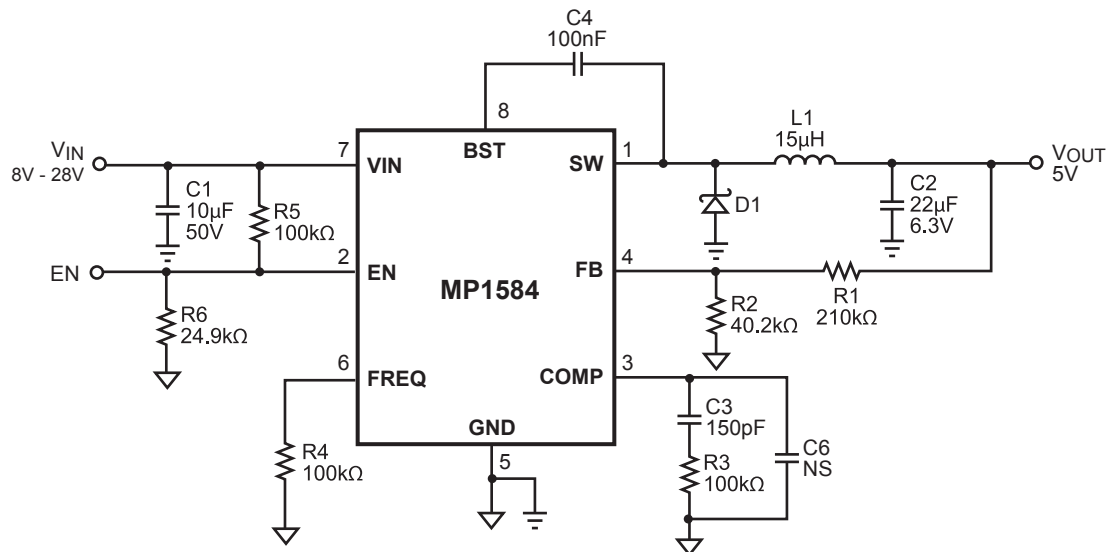 C4
100nF
8
L1
15µH
VIN
8V - 28V
7
VIN
BST
SW
1
VOUT
5V
C1
10µF
50V
R5
100kΩ
D1
C2
22µF
6.3V
EN
2
EN
MP1584
FB
4
R6
24.9kΩ
R2
40.2kΩ
R1
210kΩ
6
FREQ
COMP
3
GND
5
C3
150pF
C6
NS
R4
100kΩ
R3
100kΩ